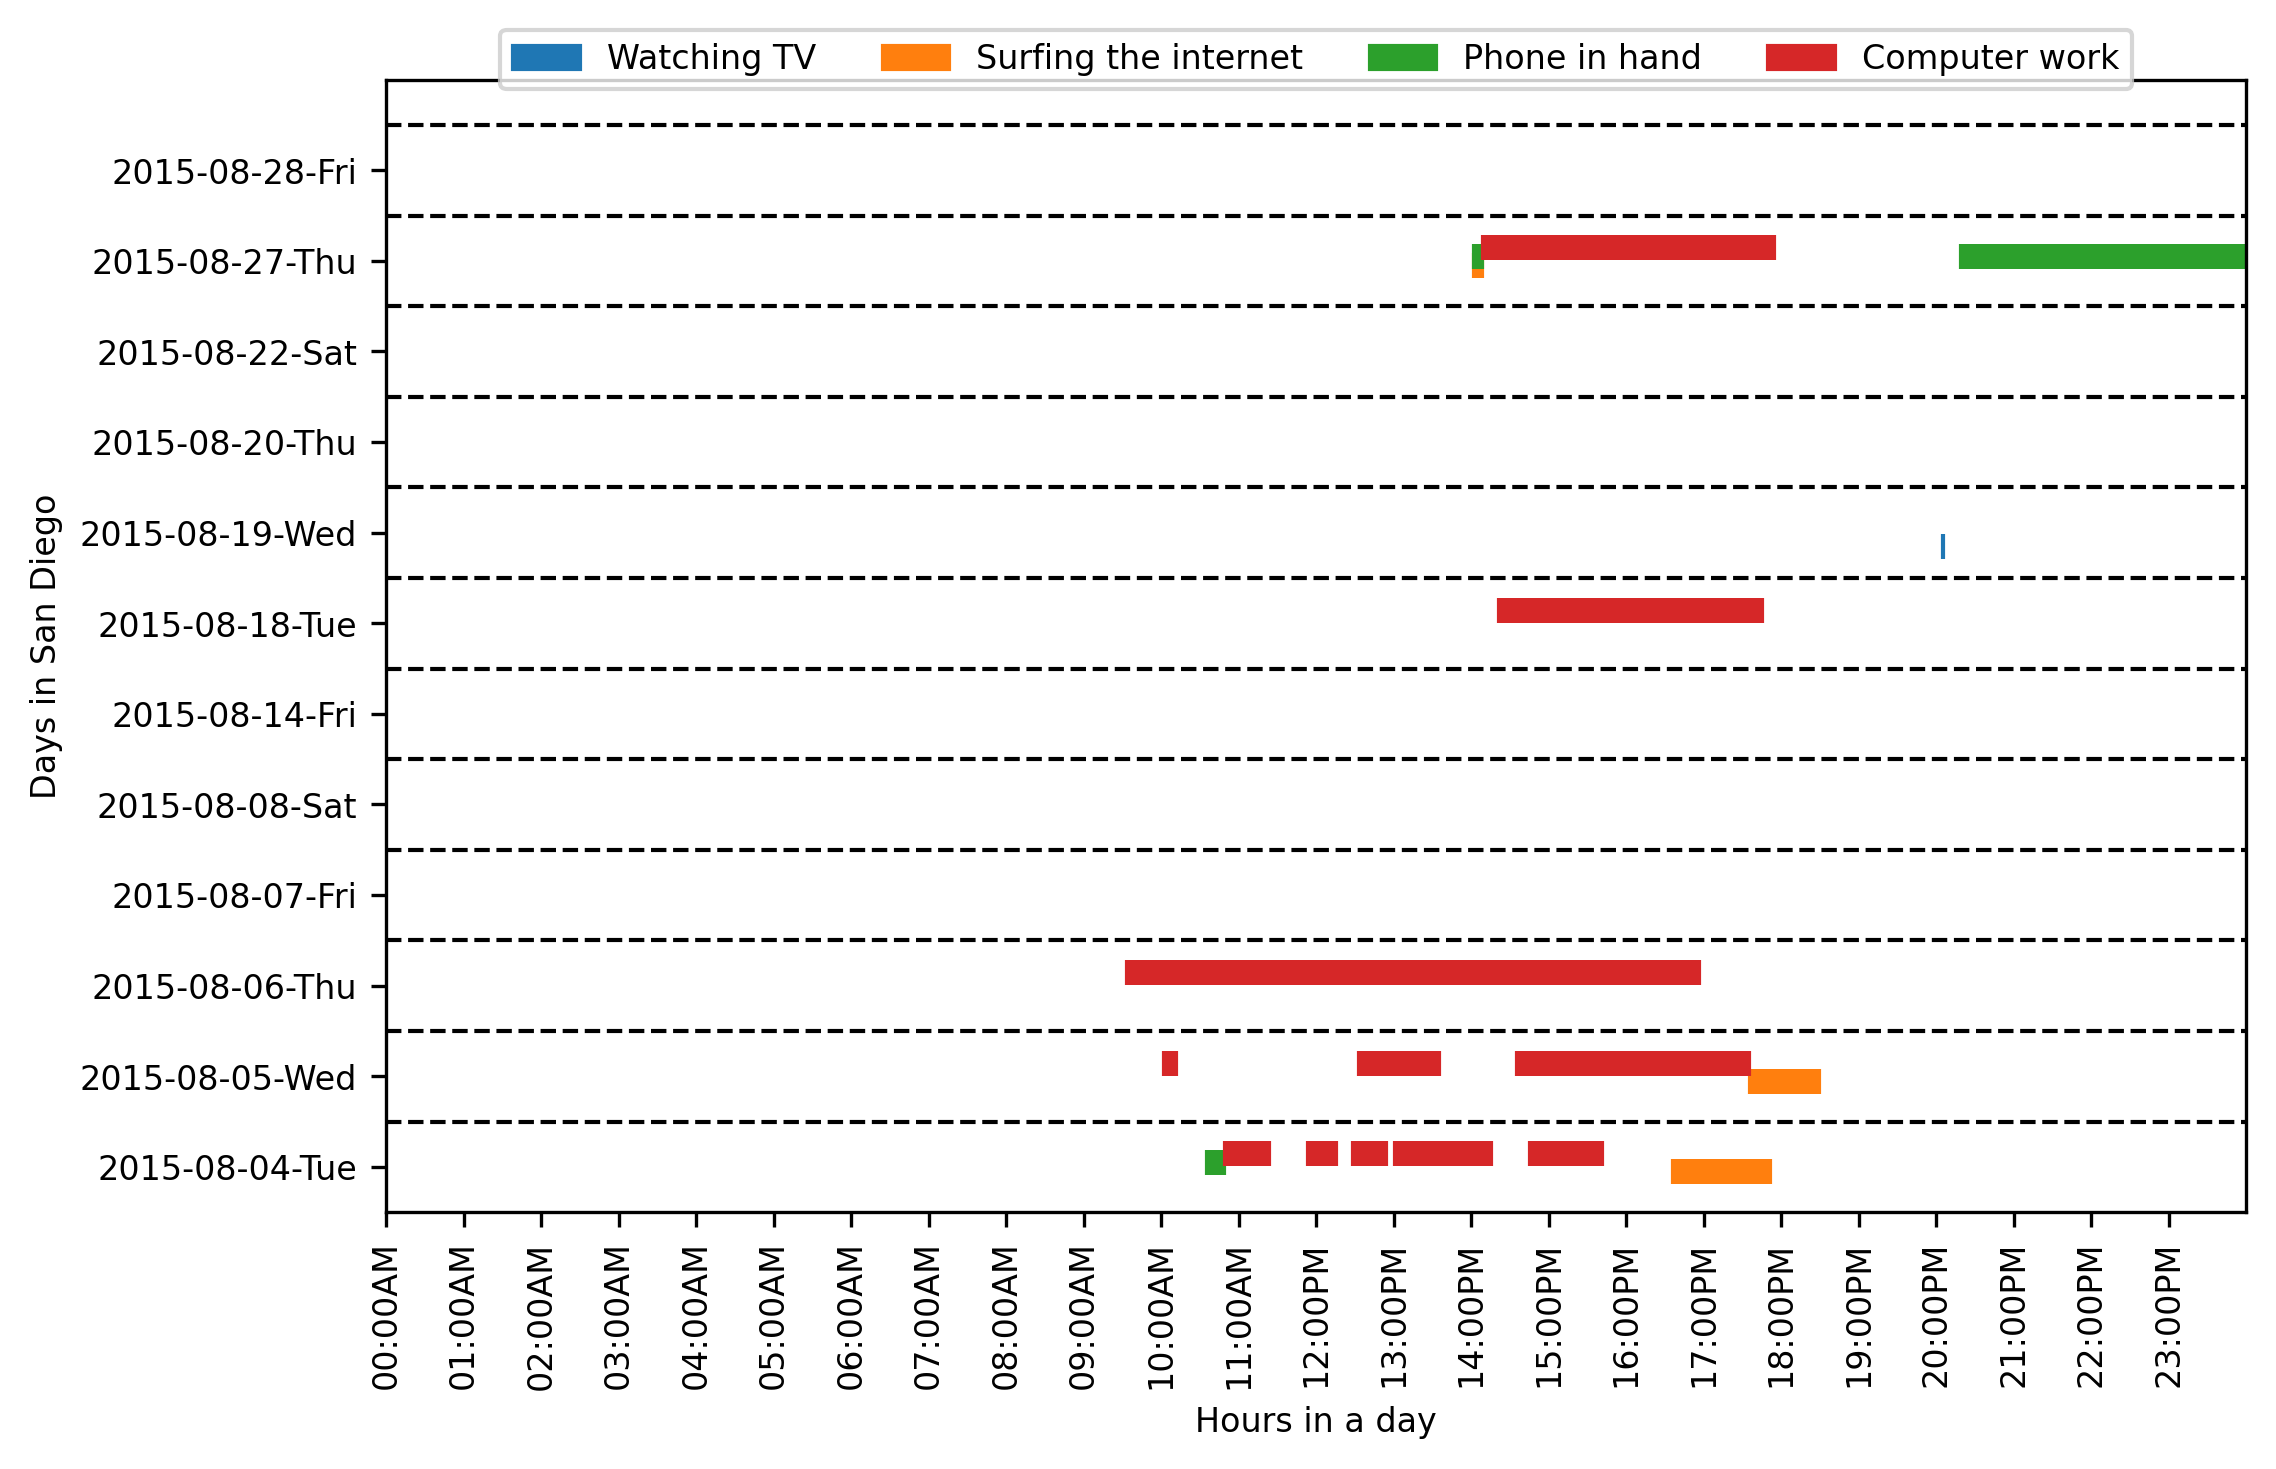 Watching TV
Surfing the internet
Phone in hand
Computer work
2015-08-28-Fri
2015-08-27-Thu
2015-08-22-Sat
2015-08-20-Thu
2015-08-19-Wed
2015-08-18-Tue
2015-08-14-Fri
2015-08-08-Sat
2015-08-07-Fri
2015-08-06-Thu
2015-08-05-Wed
2015-08-04-Tue
Days in San Diego
00:00AM
01:00AM
02:00AM
03:00AM
04:00AM
05:00AM
06:00AM
07:00AM
08:00AM
09:00AM
10:00AM
11:00AM
12:00PM
13:00PM
14:00PM
15:00PM
16:00PM
17:00PM
18:00PM
19:00PM
20:00PM
21:00PM
22:00PM
23:00PM
Hours in a day